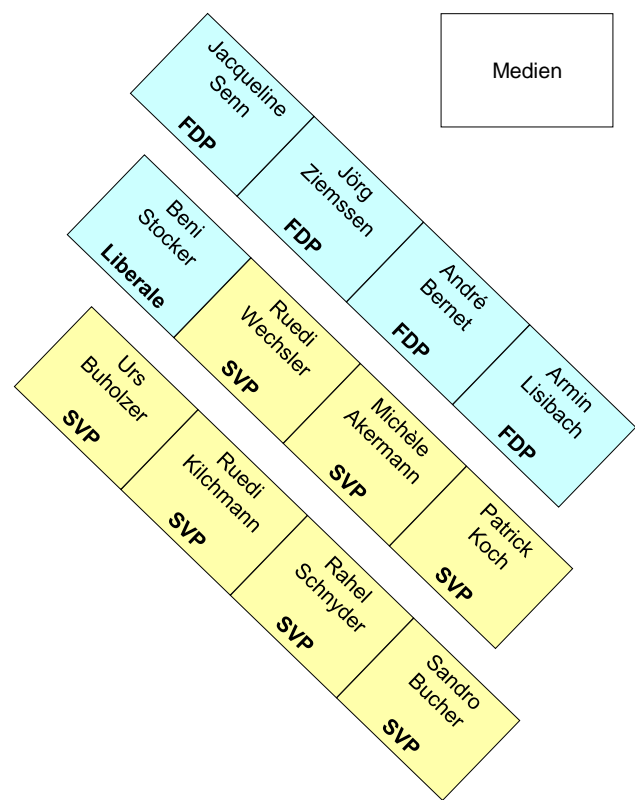 Medien
Jacqueline
Senn
FDP
Jörg
Ziemssen
FDP
André
Bernet
FDP
Armin
Lisibach
FDP
Beni
Stocker
Liberale
Ruedi
Wechsler
SVP
Michèle
Akermann
SVP
Patrick
Koch
SVP
Urs
Buholzer
SVP
Ruedi
Kilchmann
SVP
Rahel
Schnyder
SVP
Sandro
Bucher
SVP